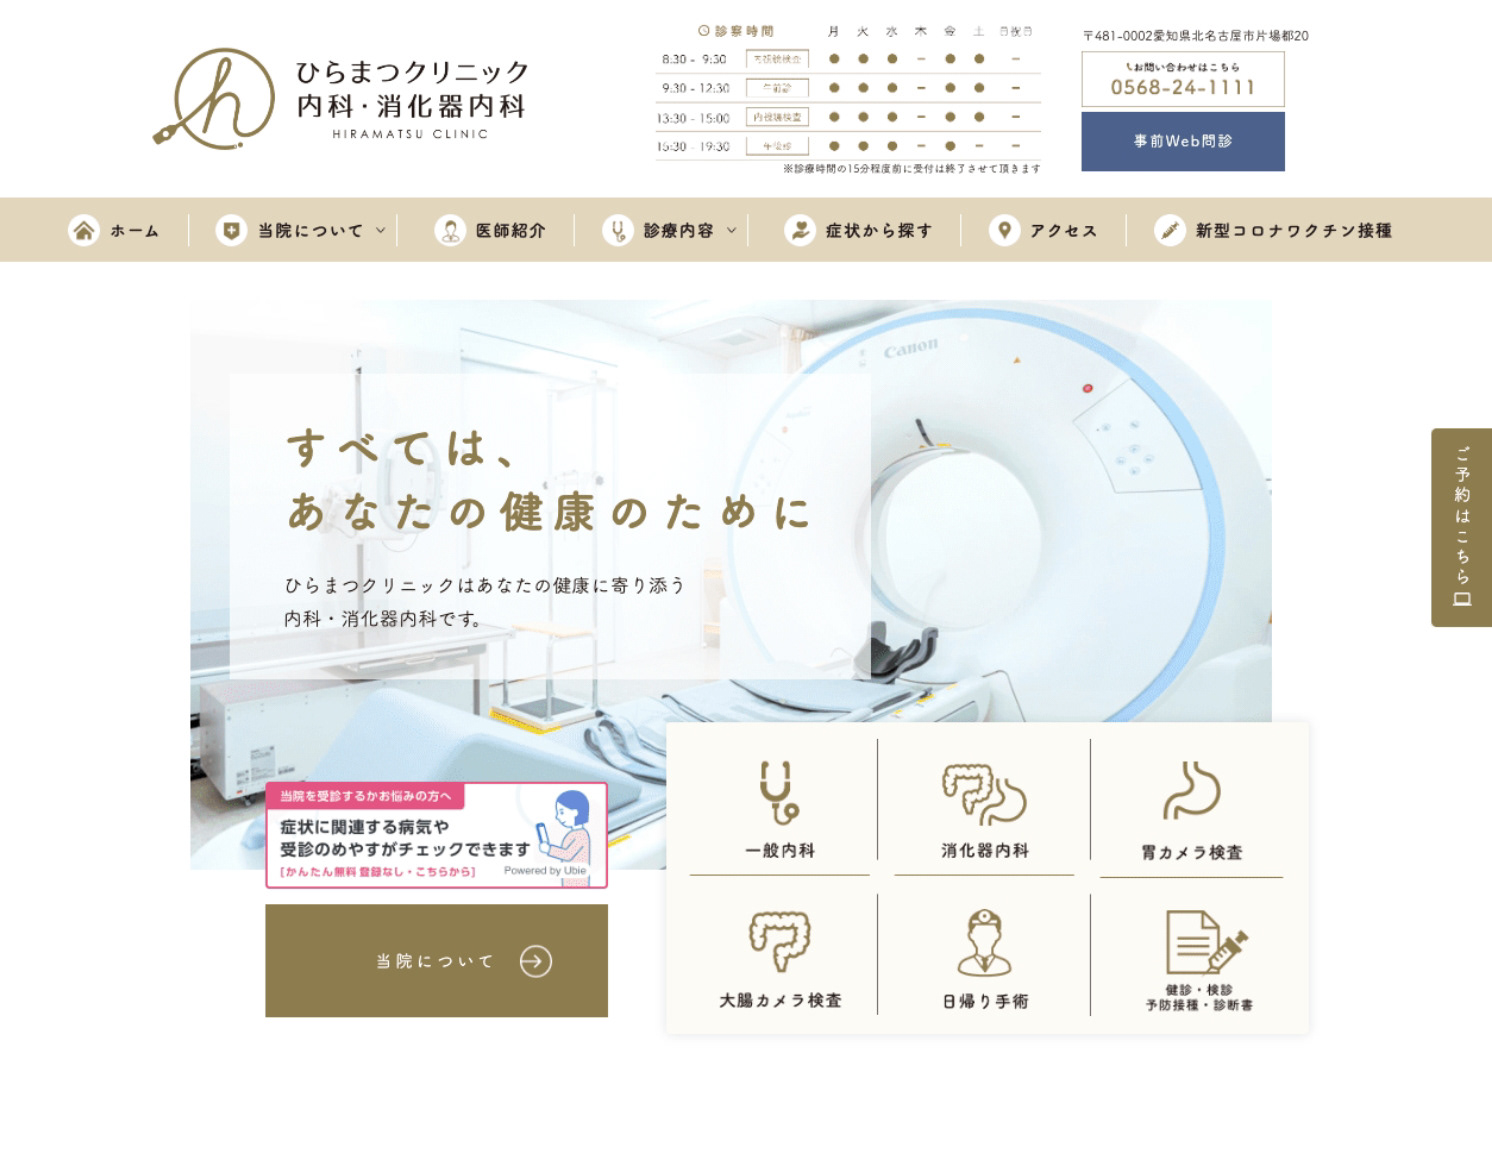 ひらまつクリニック
内科・消化器内科
HIRAMATSU CLINIC
診察時間 月 火 水 木 金 土 日祝日
8:30 - 9:30 内視鏡検査 ● ● ● − ● ● −
9:30 - 12:30 午前診 ● ● ● − ● ● −
13:30 - 15:00 内視鏡検査 ● ● ● − ● ● −
15:30 - 19:30 午後診 ● ● ● − ● − −
※診療時間の15分程度前に受付は終了させて頂きます
〒481-0002愛知県北名古屋市片場都20
お問い合わせはこちら
0568-24-1111
事前Web問診
ホーム 当院について 医師紹介 診療内容 症状から探す アクセス 新型コロナワクチン接種
Canon
すべては、
あなたの健康のために
ひらまつクリニックはあなたの健康に寄り添う
内科・消化器内科です。
ご予約はこちら
当院を受診するかお悩みの方へ
症状に関連する病気や
受診のめやすがチェックできます
[かんたん無料 登録なし・こちらから] Powered by Ubie
当院について
一般内科 消化器内科 胃カメラ検査
大腸カメラ検査 日帰り手術 健診・検診
予防接種・診断書